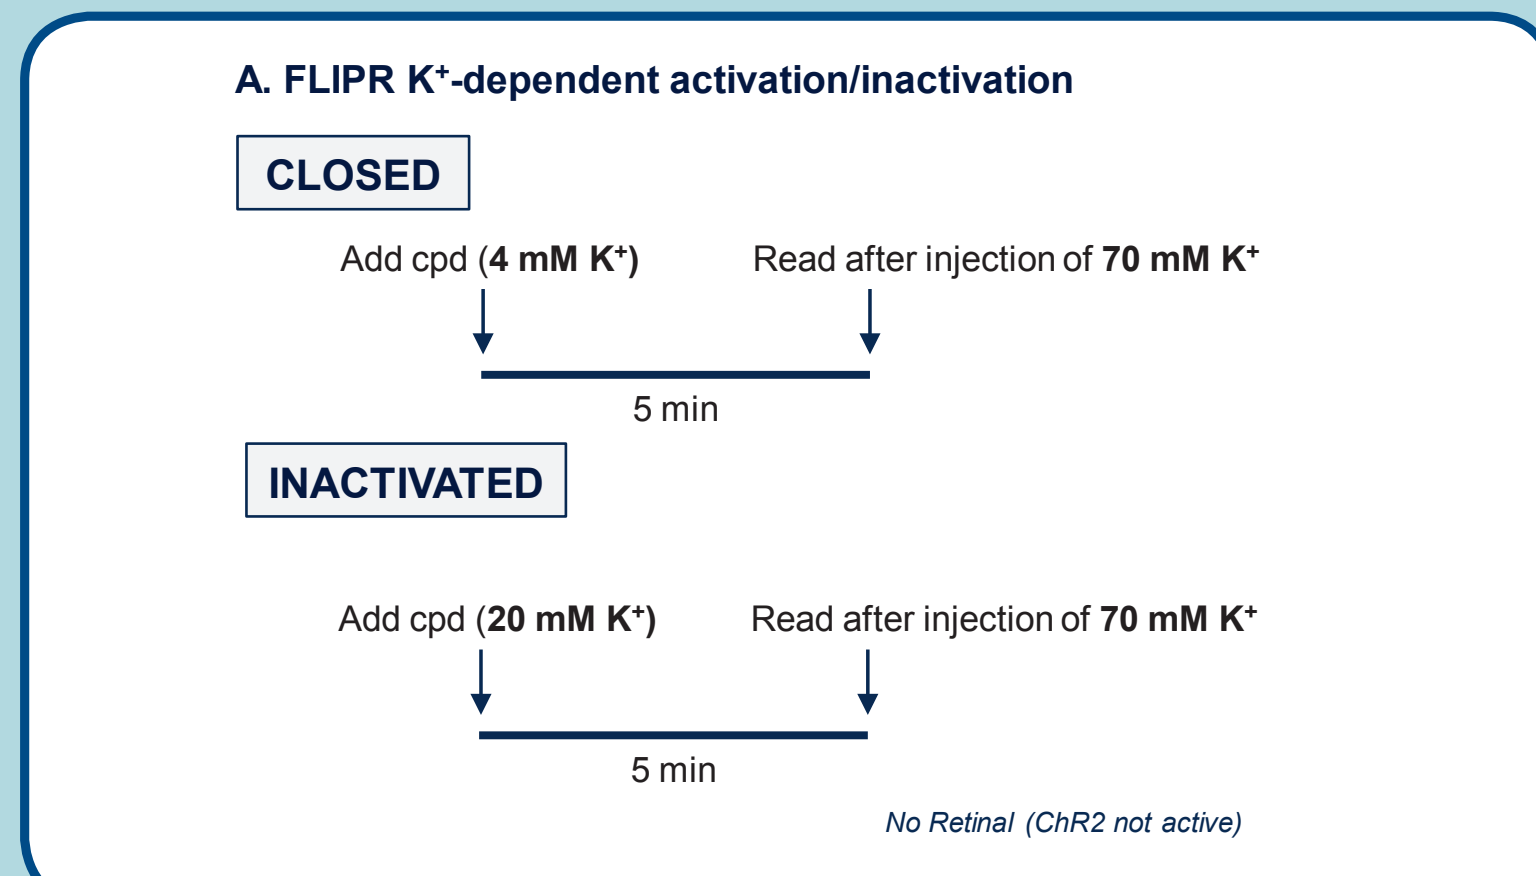 A. FLIPR K⁺-dependent activation/inactivation
CLOSED
Add cpd (4 mM K⁺) Read after injection of 70 mM K⁺
5 min
INACTIVATED
Add cpd (20 mM K⁺) Read after injection of 70 mM K⁺
5 min
No Retinal (ChR2 not active)